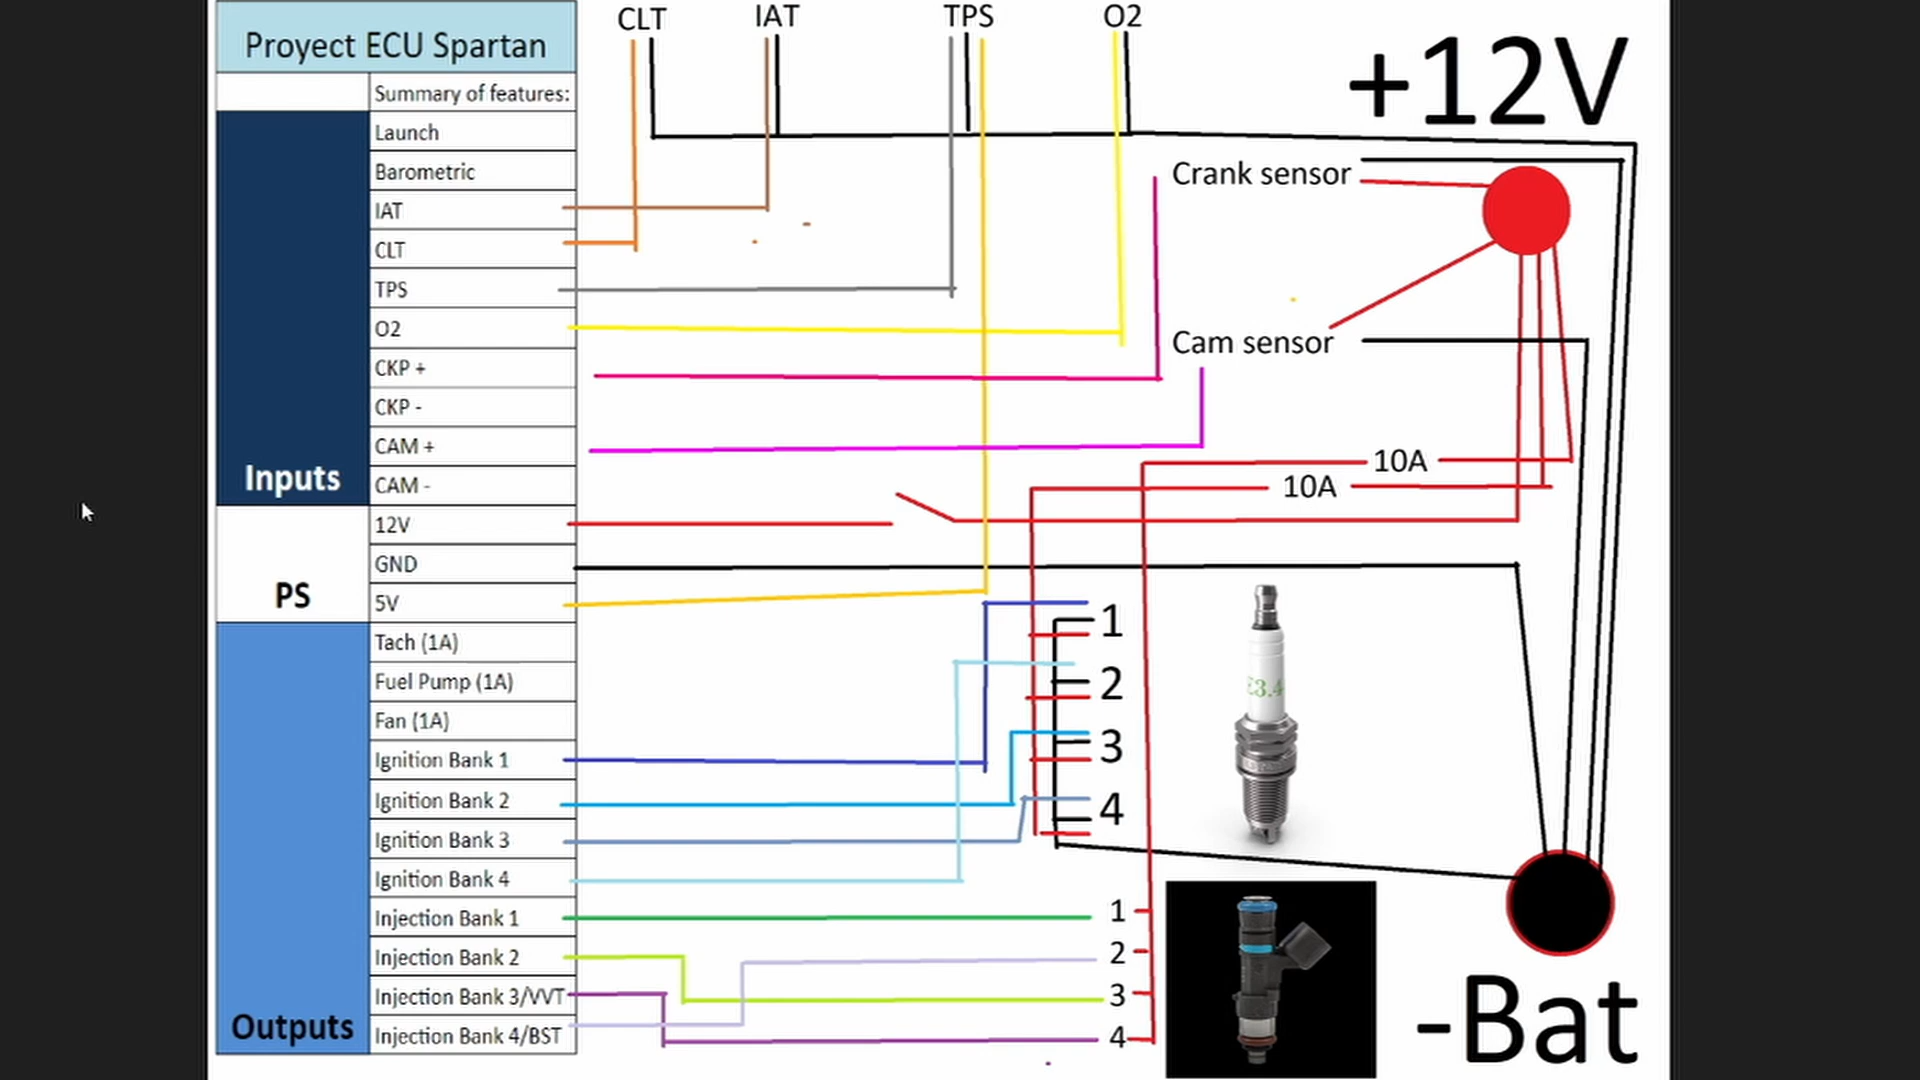 Proyect ECU Spartan
Summary of features:
Launch
Barometric
IAT
CLT
TPS
O2
CKP +
CKP -
CAM +
CAM -
Inputs
12V
GND
5V
PS
Tach (1A)
Fuel Pump (1A)
Fan (1A)
Ignition Bank 1
Ignition Bank 2
Ignition Bank 3
Ignition Bank 4
Injection Bank 1
Injection Bank 2
Injection Bank 3/VVT
Injection Bank 4/BST
Outputs
CLT
IAT
TPS
O2
+12V
Crank sensor
Cam sensor
10A
10A
1
2
3
4
E3.4
1
2
3
4
-Bat